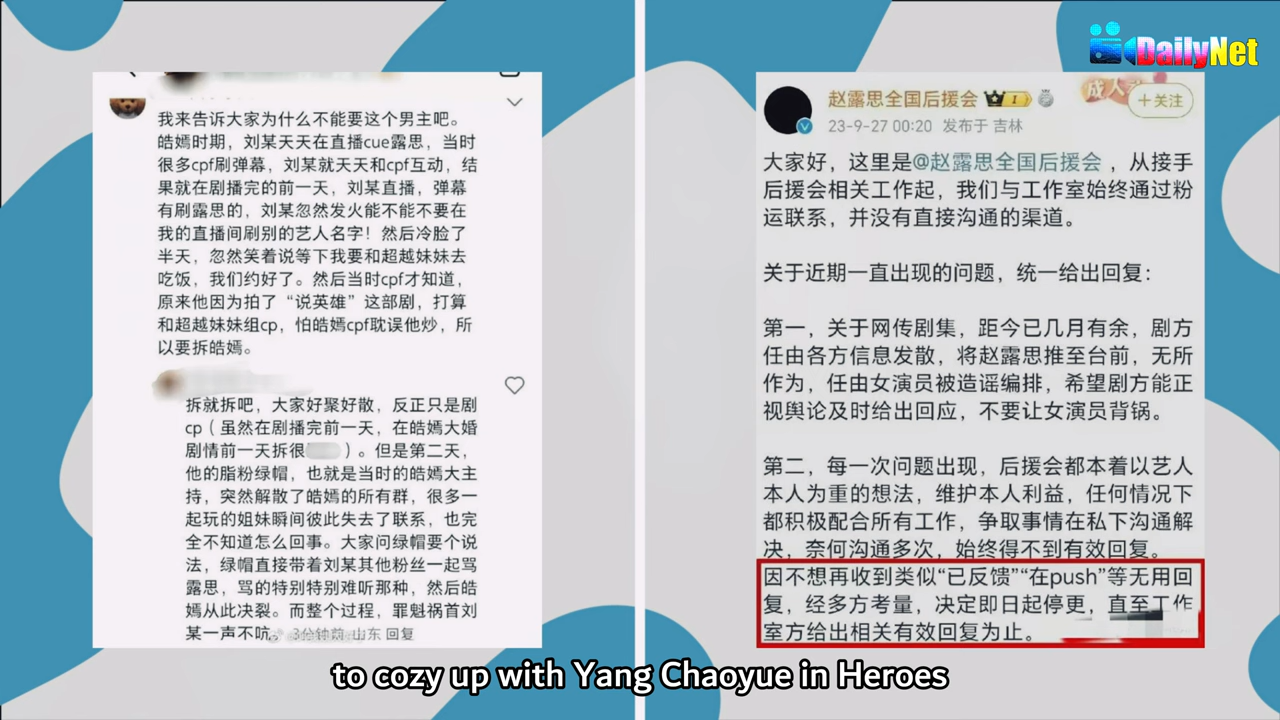 DailyNet
我来告诉大家为什么不能要这个男主吧。
皓嫣时期，刘某天天在直播cue露思，当时
很多cpf刷弹幕，刘某就天天和cpf互动，结
果就在剧播完的前一天，刘某直播，弹幕
有刷露思的，刘某忽然发火能不能不要在
我的直播间刷别的艺人名字！然后冷脸了
半天，忽然笑着说等下我要和超越妹妹去
吃饭，我们约好了。然后当时cpf才知道，
原来他因为拍了“说英雄”这部剧，打算
和超越妹妹组cp，怕皓嫣cpf耽误他炒，所
以要拆皓嫣。
拆就拆吧，大家好聚好散，反正只是剧
cp（虽然在剧播完前一天，在皓嫣大婚
剧情前一天拆很 ）。但是第二天，
他的脂粉绿帽，也就是当时的皓嫣大主
持，突然解散了皓嫣的所有群，很多一
起玩的姐妹瞬间彼此失去了联系，也完
全不知道怎么回事。大家问绿帽要个说
法，绿帽直接带着刘某其他粉丝一起骂
露思，骂的特别特别难听那种，然后皓
嫣从此决裂。而整个过程，罪魁祸首刘
某一声不吭。 3分钟前 山东 回复
赵露思全国后援会 I
成人
＋关注
23-9-27 00:20 发布于 吉林
大家好，这里是@赵露思全国后援会 ，从接手
后援会相关工作起，我们与工作室始终通过粉
运联系，并没有直接沟通的渠道。
关于近期一直出现的问题，统一给出回复：
第一，关于网传剧集，距今已几月有余，剧方
任由各方信息发散，将赵露思推至台前，无所
作为，任由女演员被造谣编排，希望剧方能正
视舆论及时给出回应，不要让女演员背锅。
第二，每一次问题出现，后援会都本着以艺人
本人为重的想法，维护本人利益，任何情况下
都积极配合所有工作，争取事情在私下沟通解
决，奈何沟通多次，始终得不到有效回复。
因不想再收到类似“已反馈”“在push”等无用回
复，经多方考量，决定即日起停更，直至工作
室方给出相关有效回复为止。
to cozy up with Yang Chaoyue in Heroes